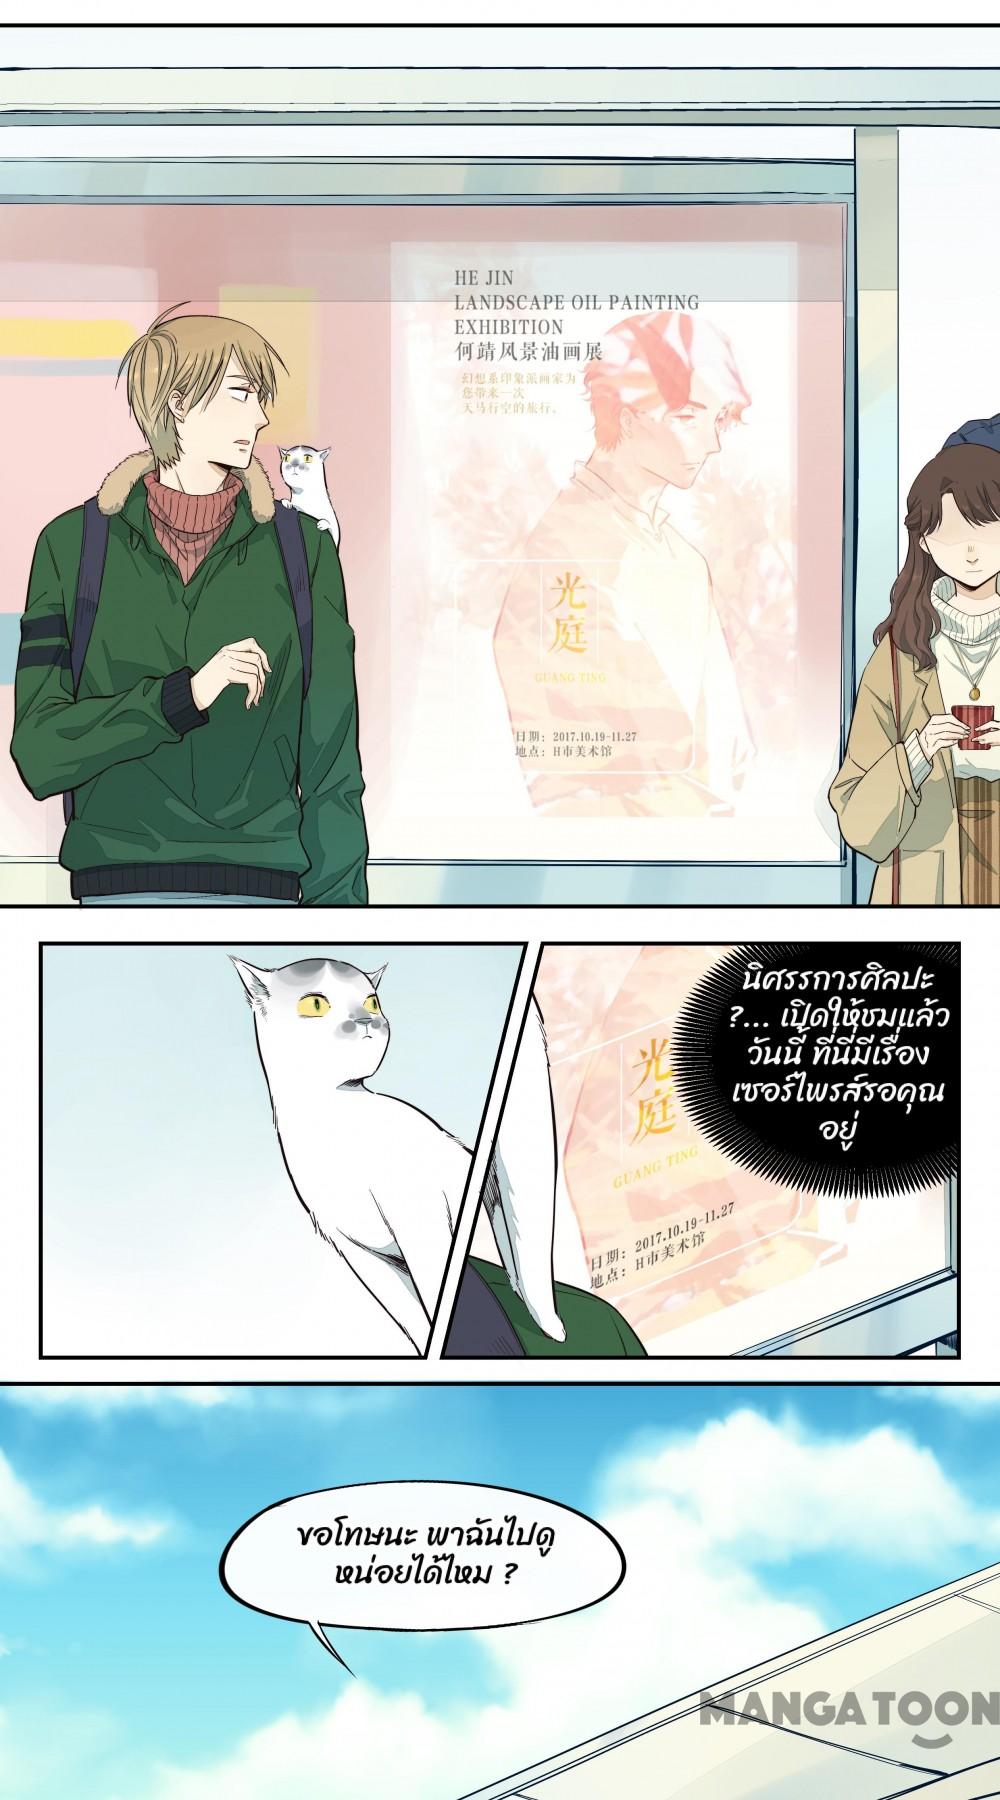 HE JIN
LANDSCAPE OIL PAINTING
EXHIBITION
何靖风景油画展
幻想系印象派画家为
您带来一次
天马行空的旅行。
光
庭
GUANG TING
日期：2017.10.19-11.27
地点：H市美术馆
นิศรรการศิลปะ
?... เปิดให้ชมแล้ว
วันนี้ ที่นี่มีเรื่อง
เซอร์ไพรส์รอคุณ
อยู่
光
庭
GUANG TING
日期：2017.10.19-11.27
地点：H市美术馆
ขอโทษนะ พาฉันไปดู
หน่อยได้ไหม ?
MANGATOON